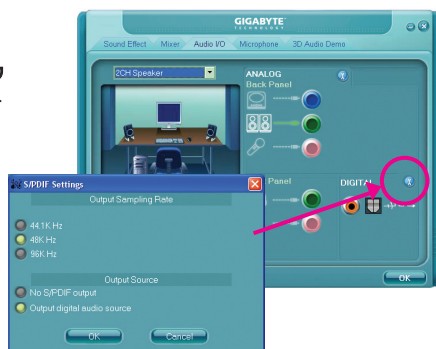 GIGABYTE
TECHNOLOGY
Sound Effect Mixer Audio I/O Microphone 3D Audio Demo
2CH Speaker
ANALOG
Back Panel
Panel
DIGITAL
OK
S/PDIF Settings
Output Sampling Rate
44.1K Hz
48K Hz
96K Hz
Output Source
No S/PDIF output
Output digital audio source
OK Cancel